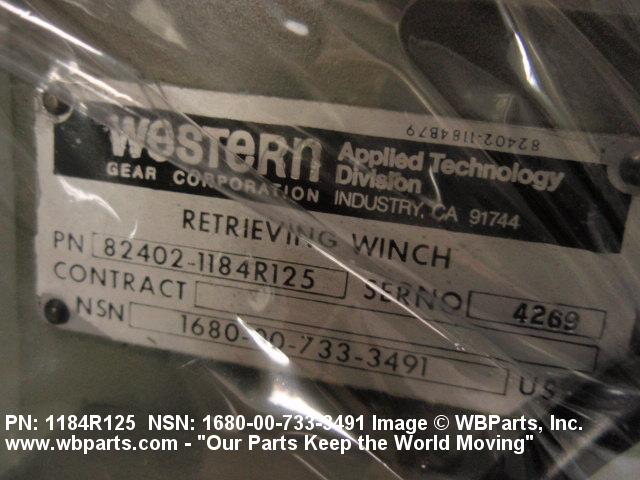 82402-1184B79
WESTERN
GEAR CORPORATION
Applied Technology
Division
INDUSTRY, CA 91744
RETRIEVING WINCH
PN 82402-1184R125 SERNO 4269
CONTRACT
NSN 1680-00-733-3491 US
PN: 1184R125 NSN: 1680-00-733-3491 Image © WBParts, Inc.
www.wbparts.com - "Our Parts Keep the World Moving"